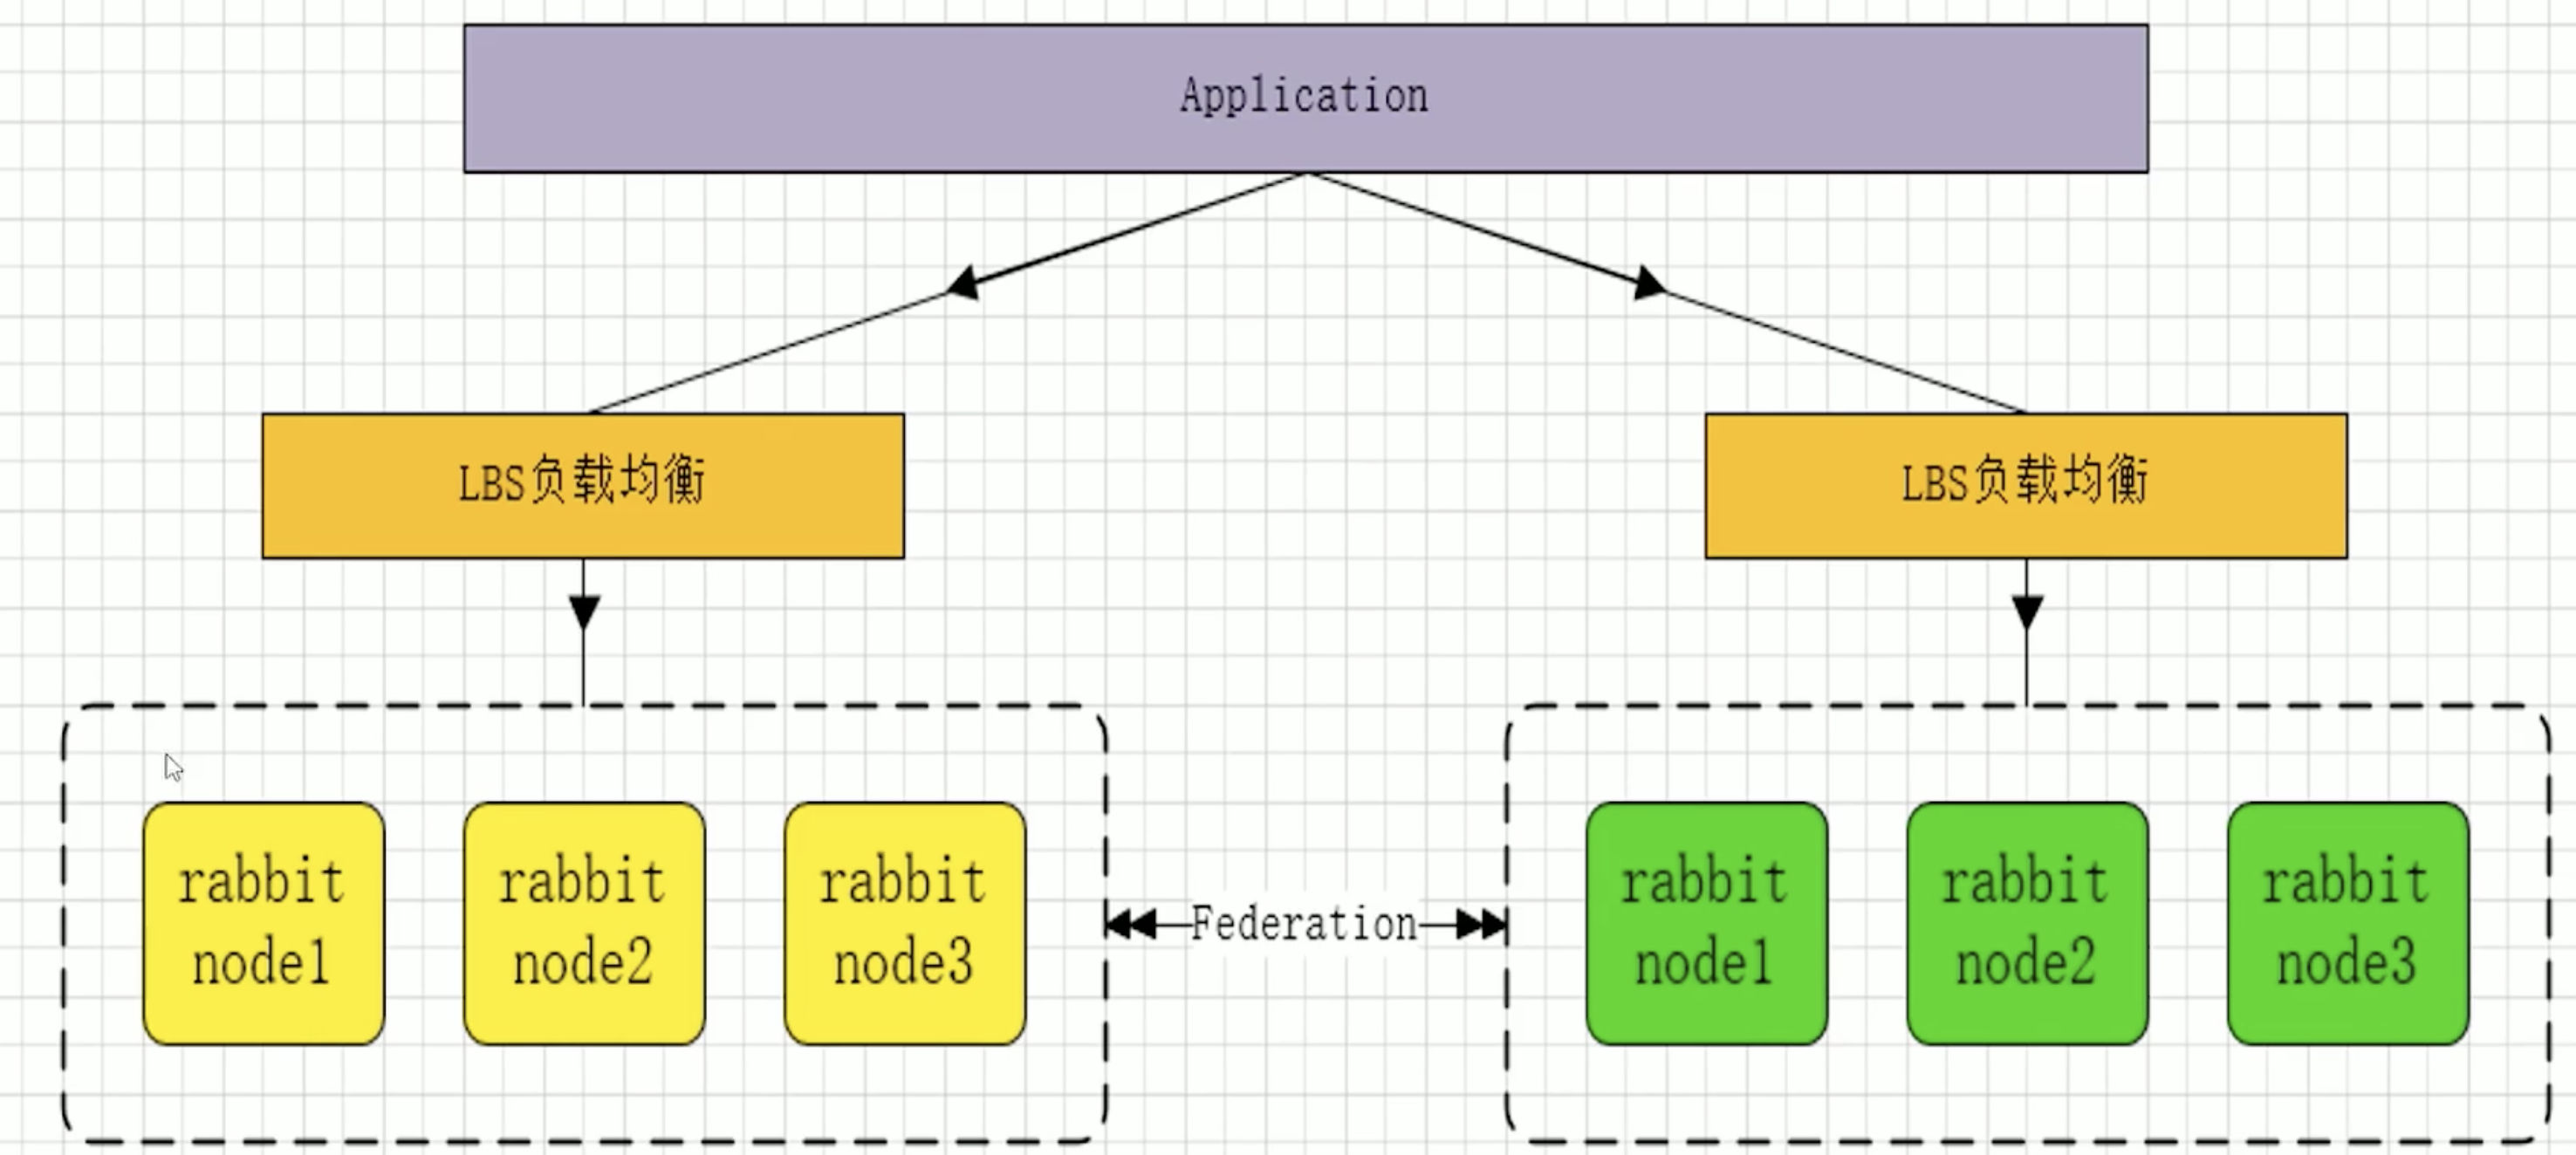 Application
LBS负载均衡
LBS负载均衡
rabbit
node1
rabbit
node2
rabbit
node3
Federation
rabbit
node1
rabbit
node2
rabbit
node3